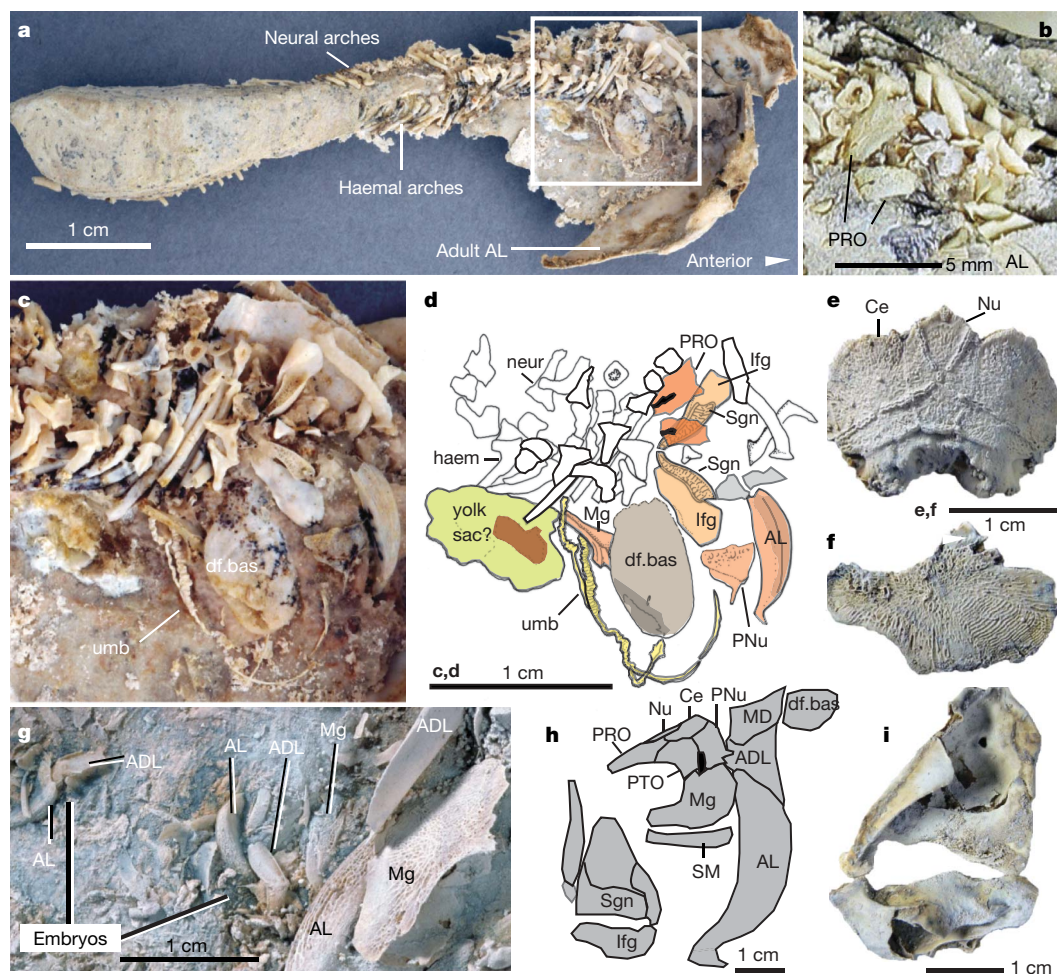 a
Neural arches
Haemal arches
1 cm
Adult AL
Anterior
b
PRO
5 mm
AL
c
df.bas
umb
d
PRO
lfg
neur
Sgn
haem
Sgn
yolk
sac?
Mg
lfg
AL
df.bas
umb
PNu
c,d
1 cm
e
Ce
Nu
e,f
1 cm
f
g
ADL
AL
ADL
Mg
ADL
AL
Mg
Embryos
1 cm
AL
h
Nu
Ce
PNu
MD
df.bas
PRO
PTO
ADL
Mg
SM
AL
Sgn
lfg
1 cm
i
1 cm